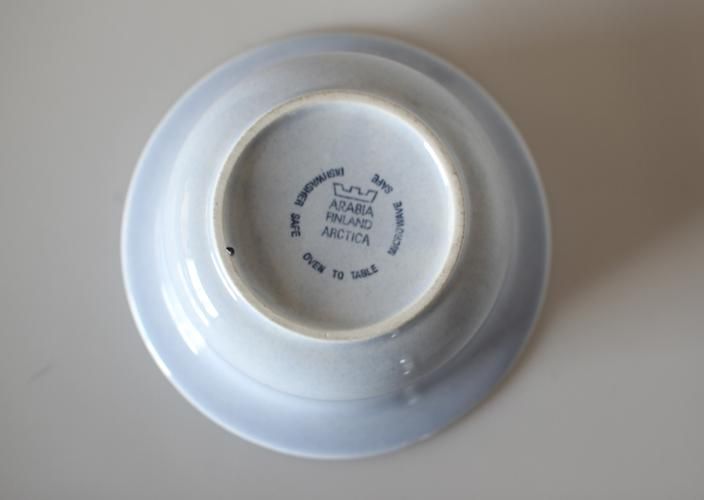 DISHWASHER SAFE
MICROWAVE SAFE
ARABIA
FINLAND
ARCTICA
OVEN TO TABLE